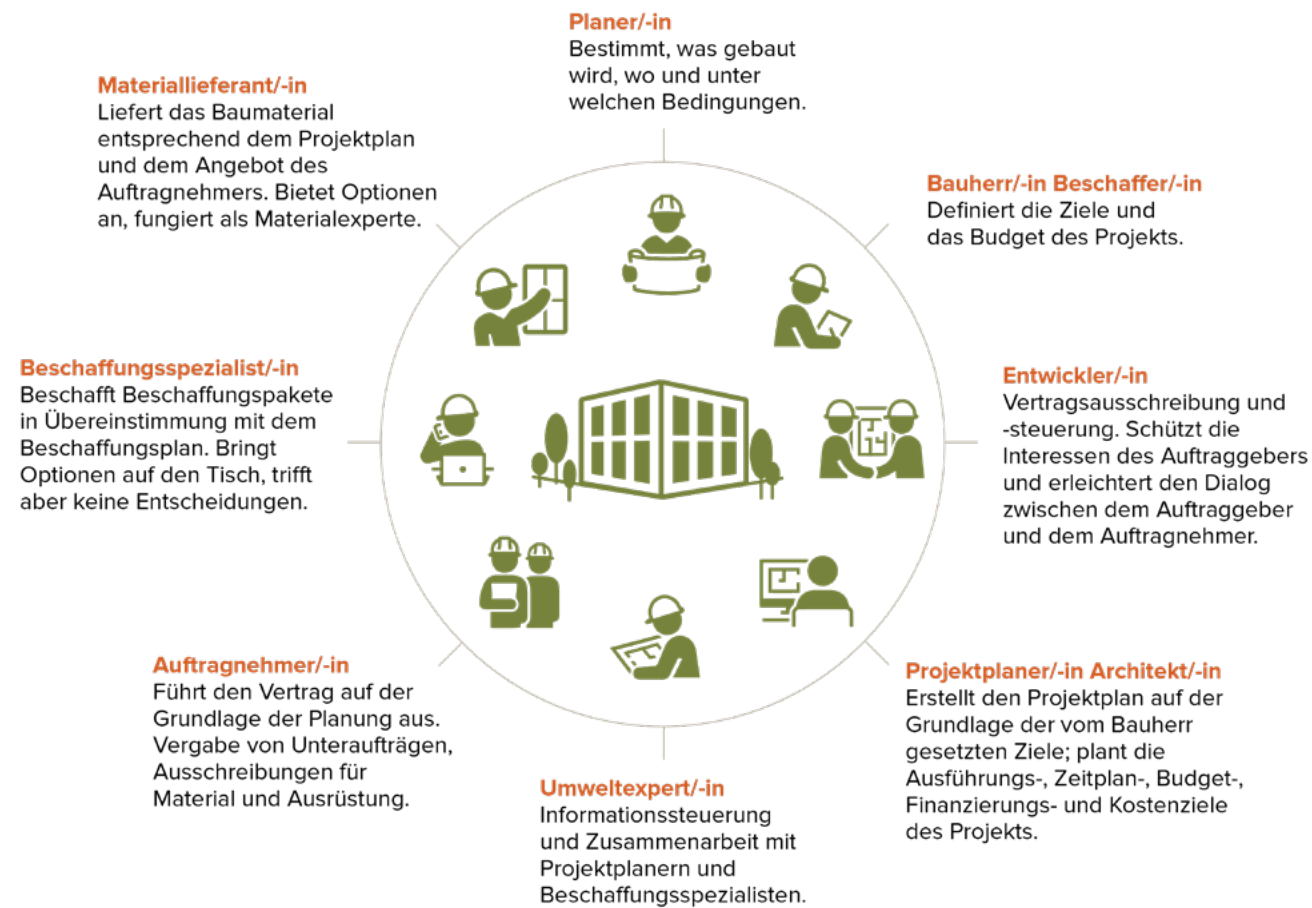 Planer/-in
Bestimmt, was gebaut
wird, wo und unter
welchen Bedingungen.
Bauherr/-in Beschaffer/-in
Definiert die Ziele und
das Budget des Projekts.
Entwickler/-in
Vertragsausschreibung und
-steuerung. Schützt die
Interessen des Auftraggebers
und erleichtert den Dialog
zwischen dem Auftraggeber
und dem Auftragnehmer.
Projektplaner/-in Architekt/-in
Erstellt den Projektplan auf der
Grundlage der vom Bauherr
gesetzten Ziele; plant die
Ausführungs-, Zeitplan-, Budget-,
Finanzierungs- und Kostenziele
des Projekts.
Umweltexpert/-in
Informationssteuerung
und Zusammenarbeit mit
Projektplanern und
Beschaffungsspezialisten.
Auftragnehmer/-in
Führt den Vertrag auf der
Grundlage der Planung aus.
Vergabe von Unteraufträgen,
Ausschreibungen für
Material und Ausrüstung.
Beschaffungsspezialist/-in
Beschafft Beschaffungspakete
in Übereinstimmung mit dem
Beschaffungsplan. Bringt
Optionen auf den Tisch, trifft
aber keine Entscheidungen.
Materiallieferant/-in
Liefert das Baumaterial
entsprechend dem Projektplan
und dem Angebot des
Auftragnehmers. Bietet Optionen
an, fungiert als Materialexperte.